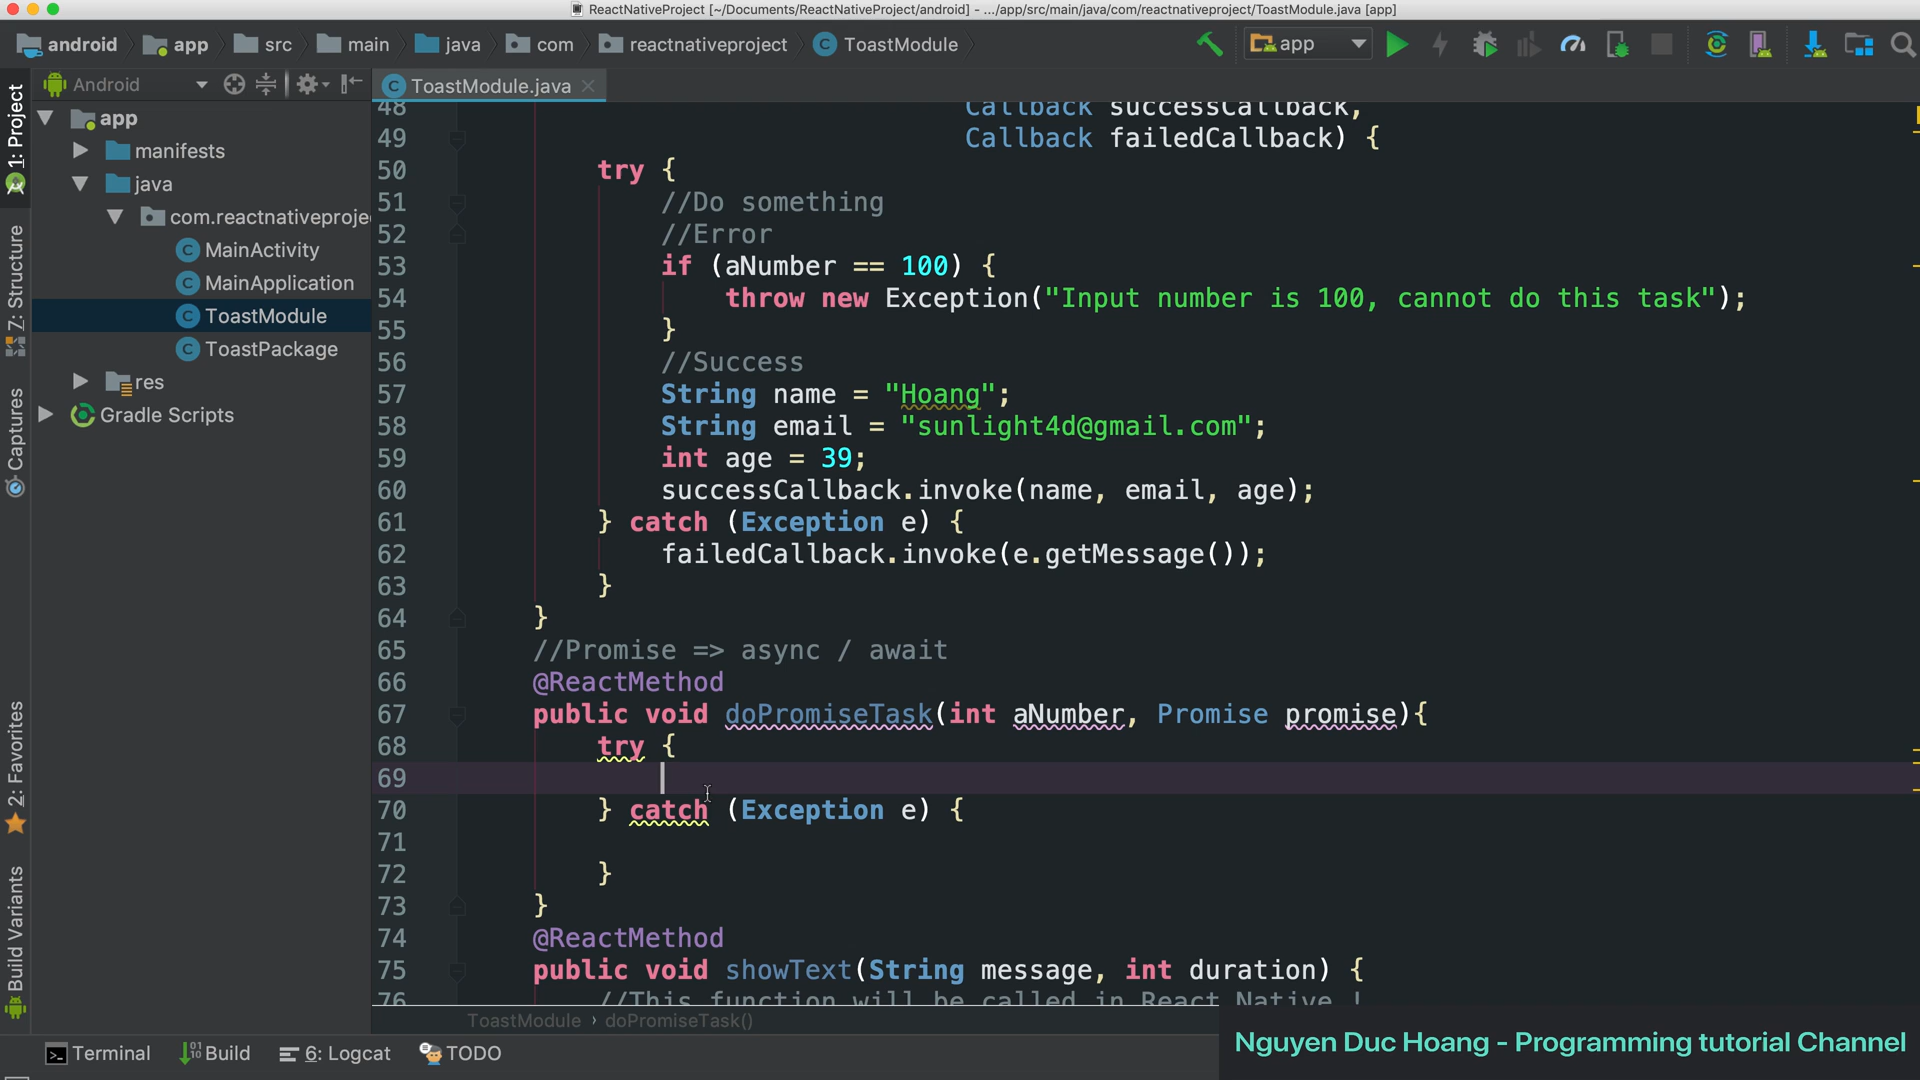 ReactNativeProject [~/Documents/ReactNativeProject/android] - .../app/src/main/java/com/reactnativeproject/ToastModule.java [app]
android app src main java com reactnativeproject ToastModule app
Android
ToastModule.java
1: Project
Z: Structure
Captures
2: Favorites
Build Variants
app
manifests
java
com.reactnativeproje
MainActivity
MainApplication
ToastModule
ToastPackage
res
Gradle Scripts
48 Callback successCallback,
49 Callback failedCallback) {
50 try {
51 //Do something
52 //Error
53 if (aNumber == 100) {
54 throw new Exception("Input number is 100, cannot do this task");
55 }
56 //Success
57 String name = "Hoang";
58 String email = "sunlight4d@gmail.com";
59 int age = 39;
60 successCallback.invoke(name, email, age);
61 } catch (Exception e) {
62 failedCallback.invoke(e.getMessage());
63 }
64 }
65 //Promise => async / await
66 @ReactMethod
67 public void doPromiseTask(int aNumber, Promise promise){
68 try {
69
70 } catch (Exception e) {
71
72 }
73 }
74 @ReactMethod
75 public void showText(String message, int duration) {
76 //This function will be called in React Native !
ToastModule › doPromiseTask()
Terminal Build 6: Logcat TODO
Nguyen Duc Hoang - Programming tutorial Channel